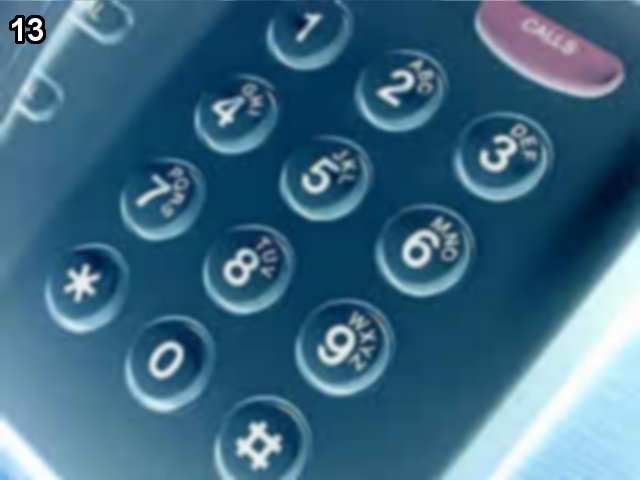 13
CALLS
1
2 ABC
3 DEF
4 GHI
5 JKL
6 MNO
7 PQRS
8 TUV
9 WXYZ
*
0
#